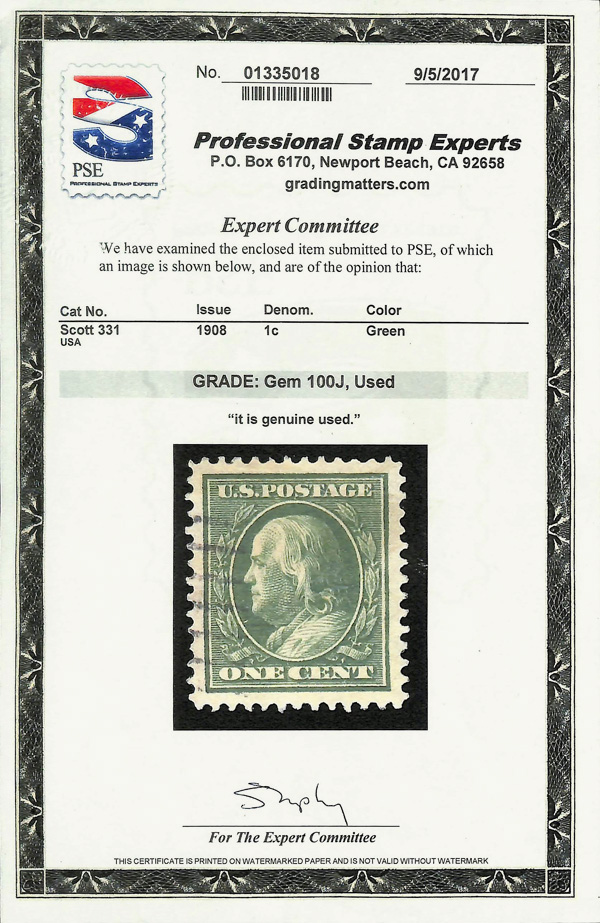 No. 01335018 9/5/2017
PSE
PROFESSIONAL STAMP EXPERTS
Professional Stamp Experts
P.O. Box 6170, Newport Beach, CA 92658
gradingmatters.com
Expert Committee
We have examined the enclosed item submitted to PSE, of which
an image is shown below, and are of the opinion that:
Cat No. Issue Denom. Color
Scott 331 1908 1c Green
USA
GRADE: Gem 100J, Used
“it is genuine used.”
U.S. POSTAGE
ONE CENT
For The Expert Committee
THIS CERTIFICATE IS PRINTED ON WATERMARKED PAPER AND IS NOT VALID WITHOUT WATERMARK